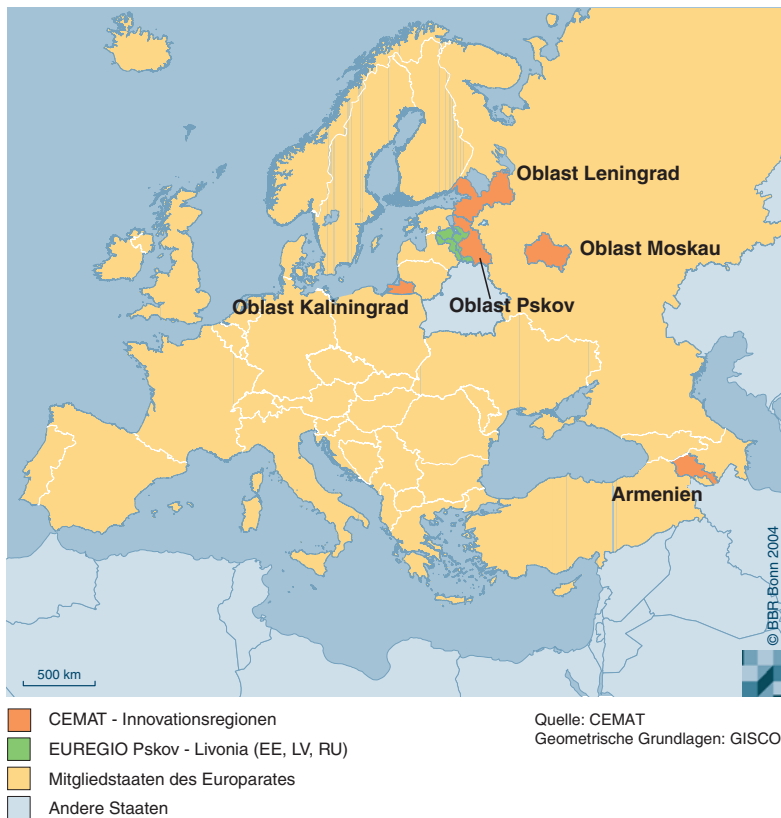 Oblast Leningrad
Oblast Moskau
Oblast Kaliningrad
Oblast Pskov
Armenien
© BBR Bonn 2004
500 km
CEMAT - Innovationsregionen
EUREGIO Pskov - Livonia (EE, LV, RU)
Mitgliedstaaten des Europarates
Andere Staaten
Quelle: CEMAT
Geometrische Grundlagen: GISCO